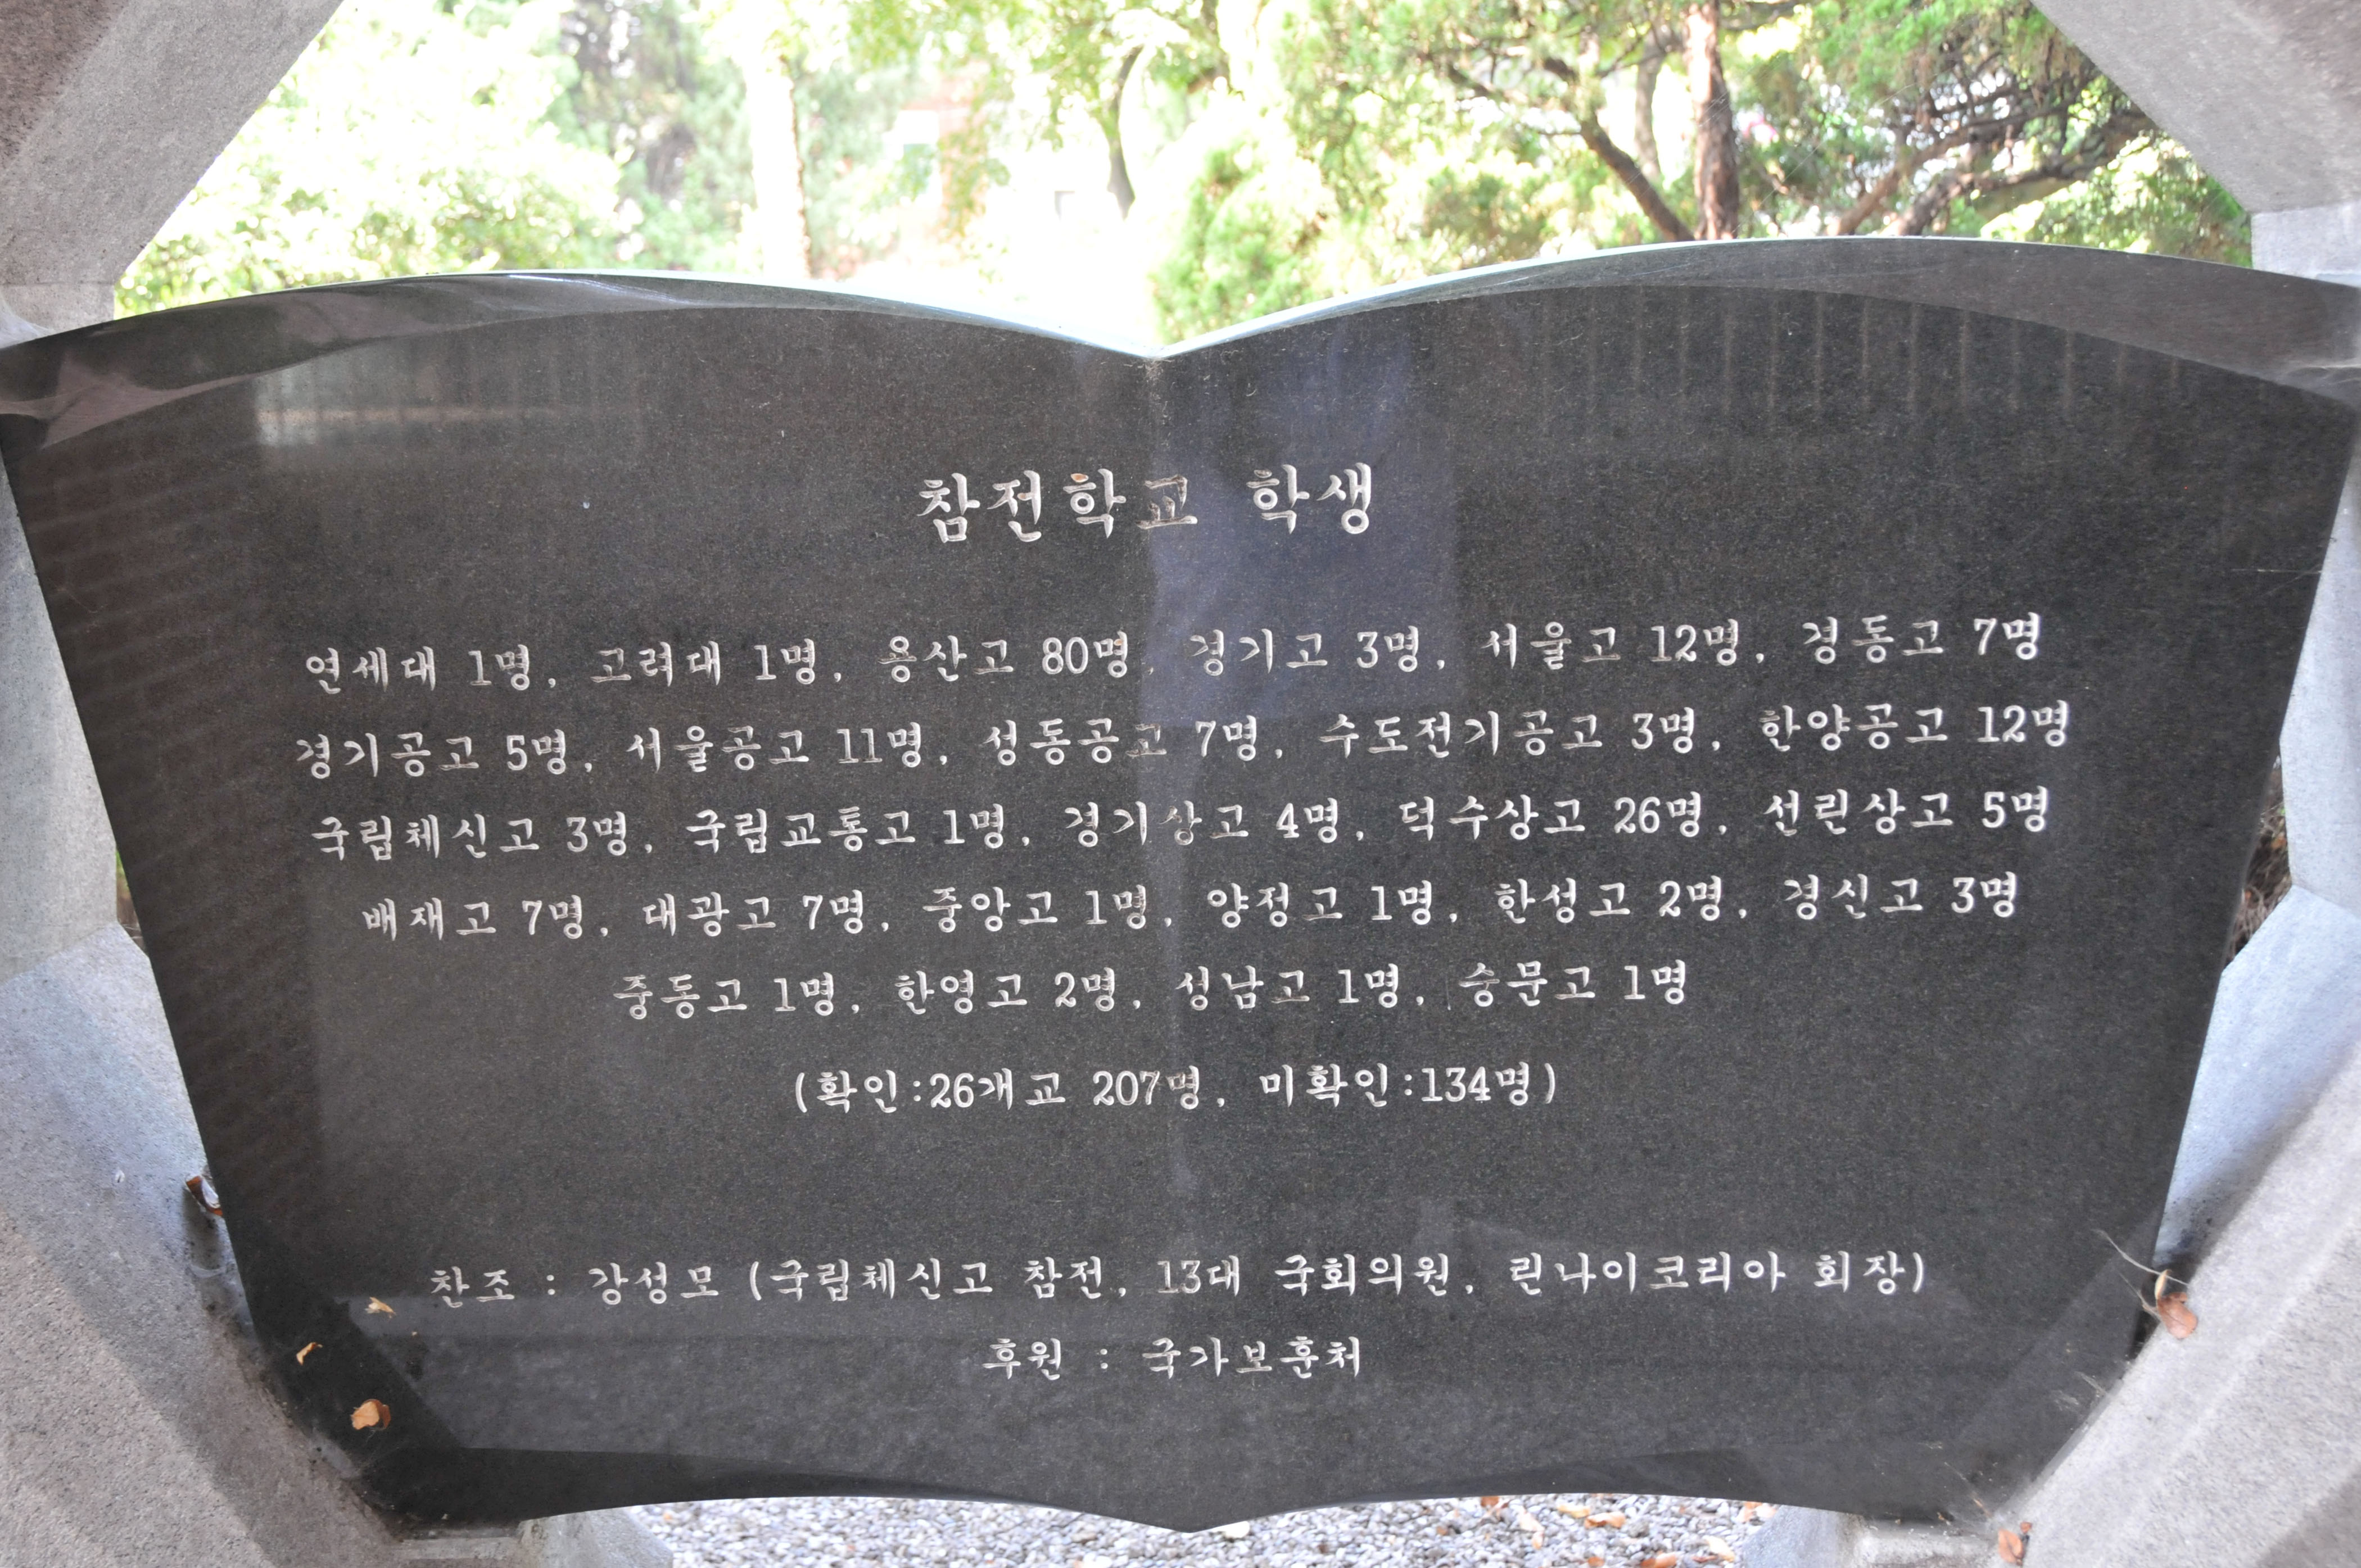 참전학교 학생
연세대 1명, 고려대 1명, 용산고 80명, 경기고 3명, 서울고 12명, 경동고 7명
경기공고 5명, 서울공고 11명, 성동공고 7명, 수도전기공고 3명, 한양공고 12명
국립체신고 3명, 국립교통고 1명, 경기상고 4명, 덕수상고 26명, 선린상고 5명
배재고 7명, 대광고 7명, 중앙고 1명, 양정고 1명, 한성고 2명, 경신고 3명
중동고 1명, 한영고 2명, 성남고 1명, 숭문고 1명
(확인:26개교 207명, 미확인:134명)
찬조 : 강성모 (국립체신고 참전, 13대 국회의원, 린나이코리아 회장)
후원 : 국가보훈처